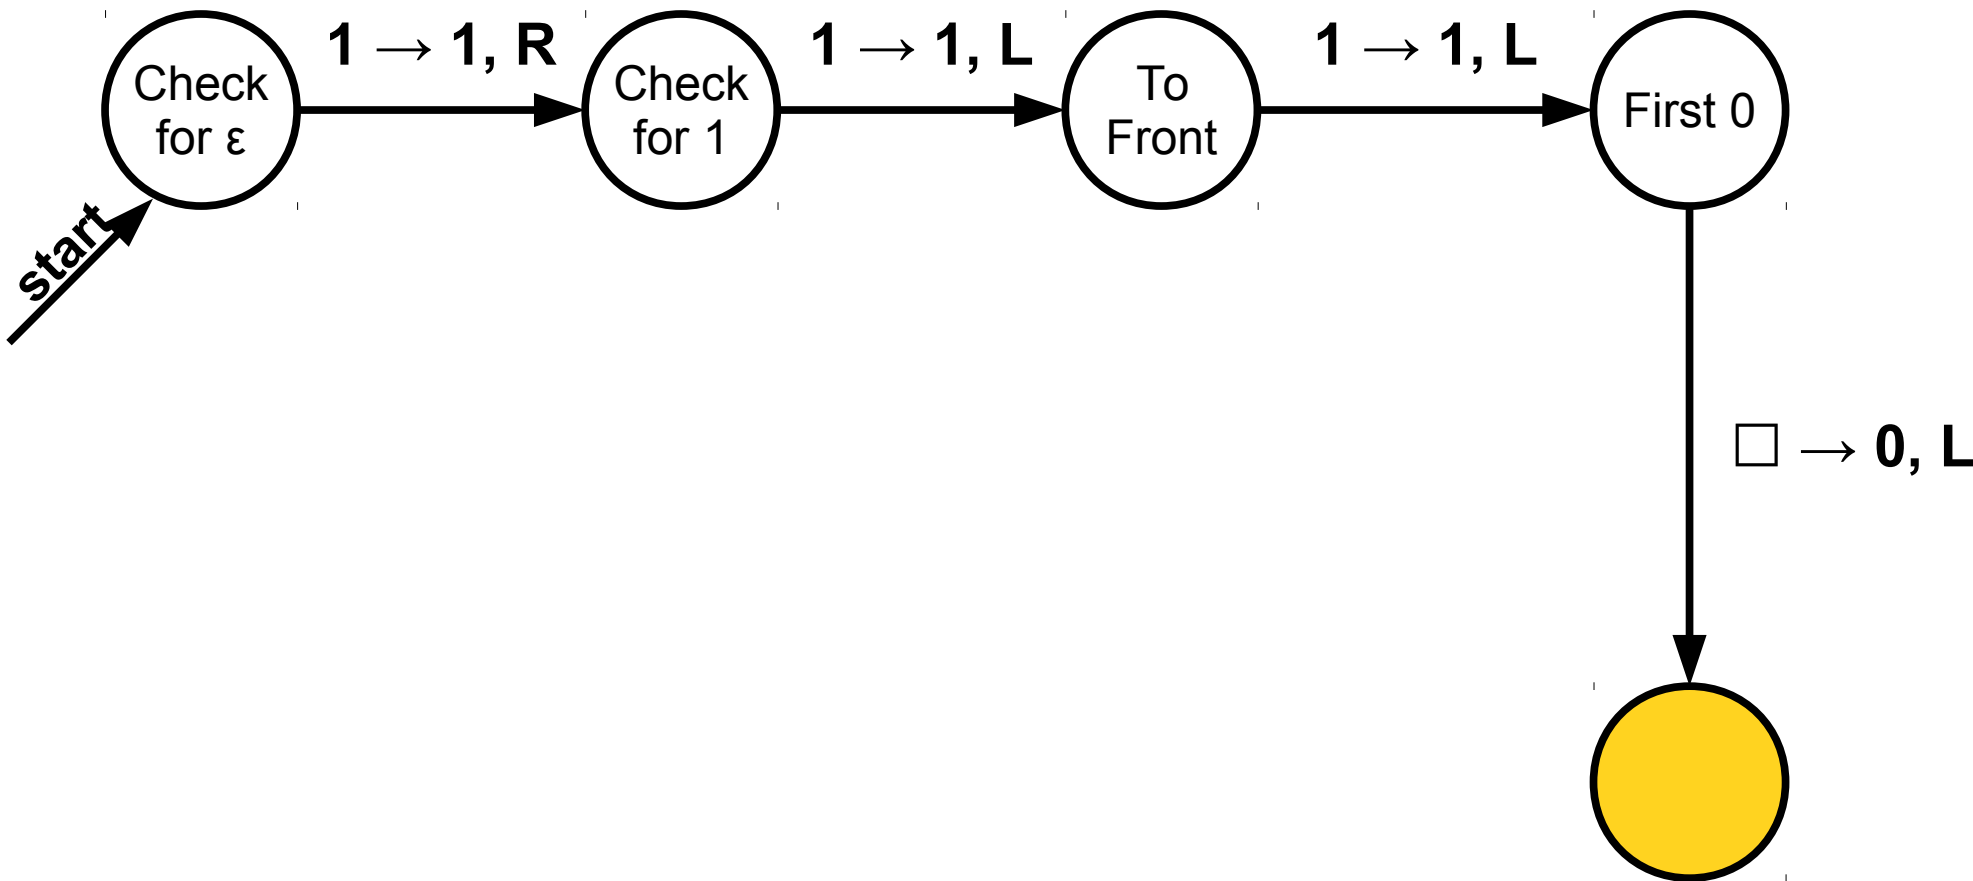 Check
for ε
1 → 1, R
Check
for 1
1 → 1, L
To
Front
1 → 1, L
First 0
start
□ → 0, L